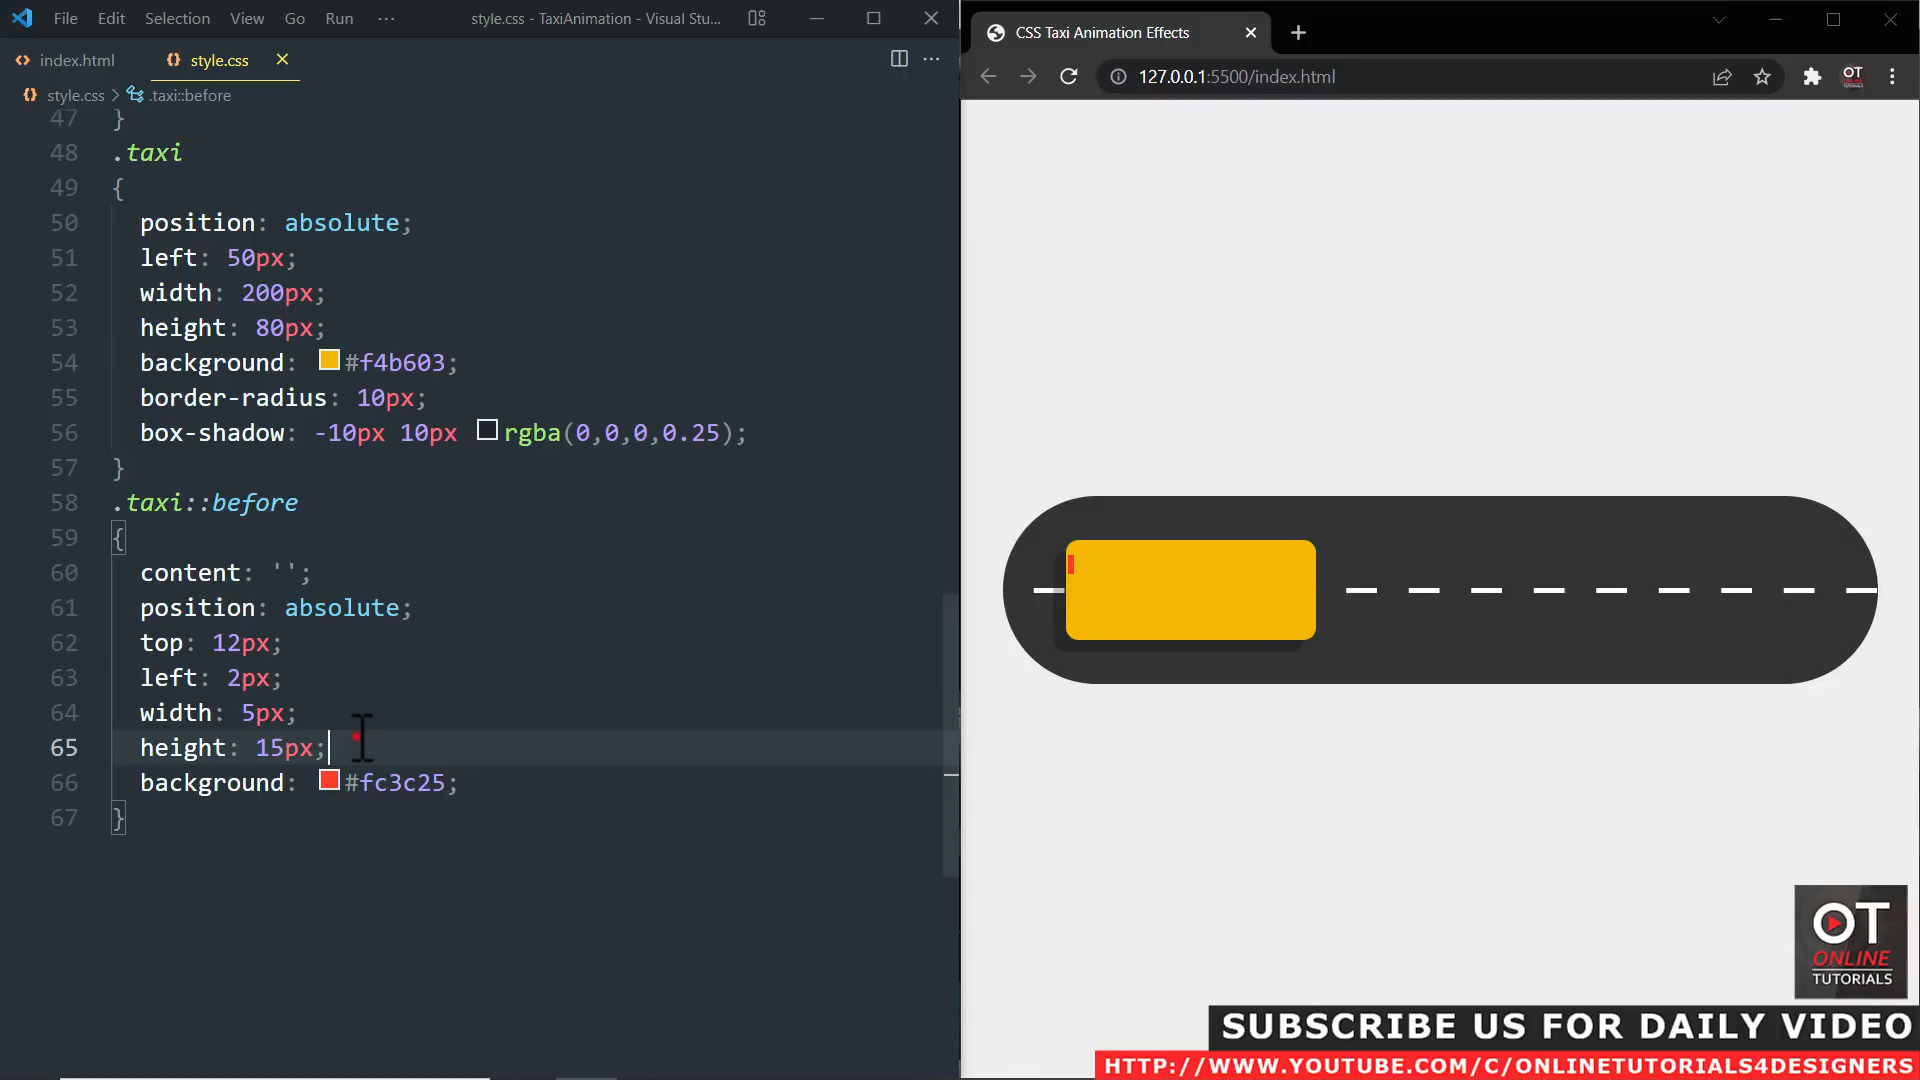 File Edit Selection View Go Run ··· style.css - TaxiAnimation - Visual Stu...
index.html style.css
style.css > .taxi::before
47 }
48 .taxi
49 {
50 position: absolute;
51 left: 50px;
52 width: 200px;
53 height: 80px;
54 background: #f4b603;
55 border-radius: 10px;
56 box-shadow: -10px 10px rgba(0,0,0,0.25);
57 }
58 .taxi::before
59 {
60 content: '';
61 position: absolute;
62 top: 12px;
63 left: 2px;
64 width: 5px;
65 height: 15px;
66 background: #fc3c25;
67 }
CSS Taxi Animation Effects
127.0.0.1:5500/index.html
OT
ONLINE
TUTORIALS
SUBSCRIBE US FOR DAILY VIDEO
HTTP://WWW.YOUTUBE.COM/C/ONLINETUTORIALS4DESIGNERS